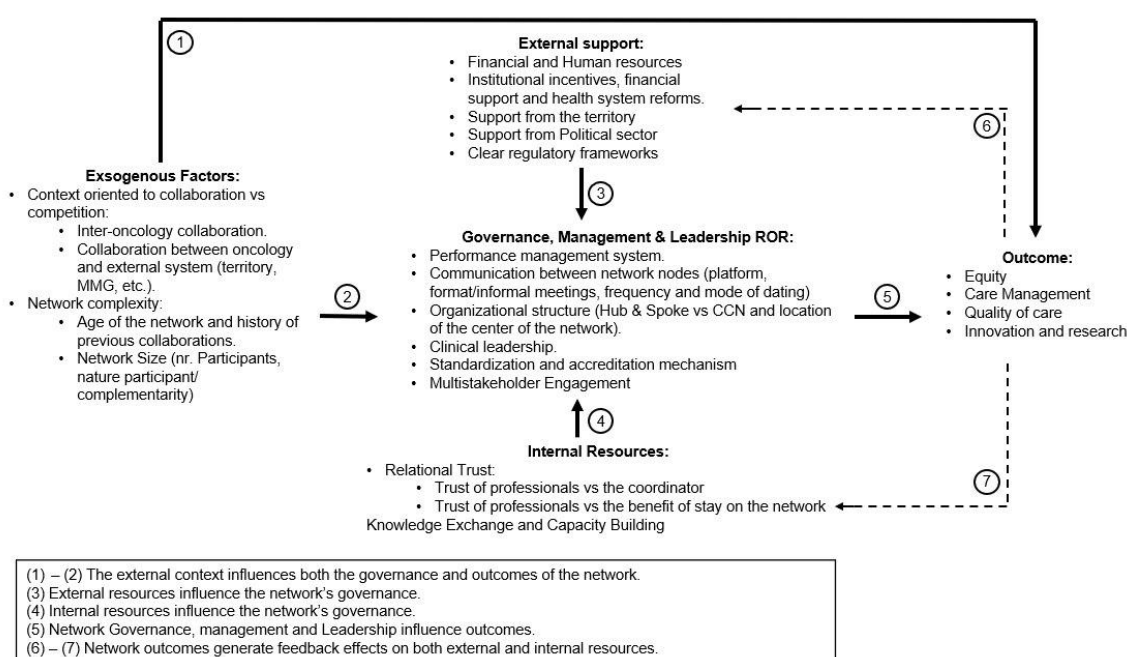 1
External support:
• Financial and Human resources
• Institutional incentives, financial
support and health system reforms.
• Support from the territory
• Support from Political sector
• Clear regulatory frameworks
6
3
Exsogenous Factors:
• Context oriented to collaboration vs
competition:
• Inter-oncology collaboration.
• Collaboration between oncology
and external system (territory,
MMG, etc.).
• Network complexity:
• Age of the network and history of
previous collaborations.
• Network Size (nr. Participants,
nature participant/
complementarity)
2
Governance, Management & Leadership ROR:
• Performance management system.
• Communication between network nodes (platform,
format/informal meetings, frequency and mode of dating)
• Organizational structure (Hub & Spoke vs CCN and location
of the center of the network).
• Clinical leadership.
• Standardization and accreditation mechanism
• Multistakeholder Engagement
5
Outcome:
• Equity
• Care Management
• Quality of care
• Innovation and research
4
Internal Resources:
• Relational Trust:
• Trust of professionals vs the coordinator
• Trust of professionals vs the benefit of stay on the network
Knowledge Exchange and Capacity Building
7
(1) – (2) The external context influences both the governance and outcomes of the network.
(3) External resources influence the network’s governance.
(4) Internal resources influence the network’s governance.
(5) Network Governance, management and Leadership influence outcomes.
(6) – (7) Network outcomes generate feedback effects on both external and internal resources.